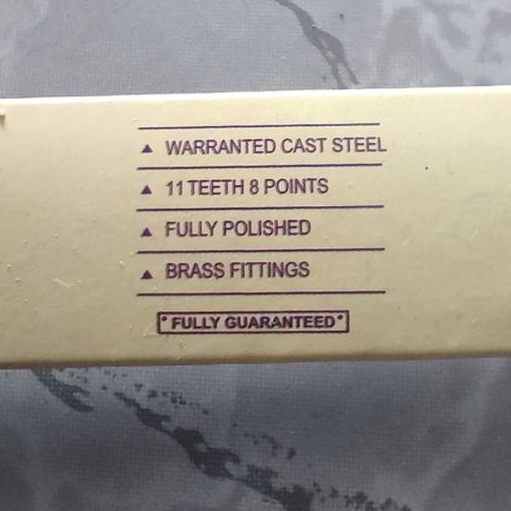 ▲ WARRANTED CAST STEEL
▲ 11 TEETH 8 POINTS
▲ FULLY POLISHED
▲ BRASS FITTINGS
* FULLY GUARANTEED *